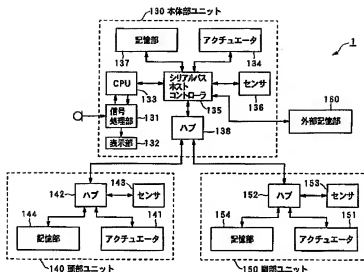 130 本体部ユニット
1
記憶部
アクチュエータ
137
134
CPU
133
シリアルバス
ホスト
コントローラ
135
センサ
136
160
外部記憶部
信号
処理部
131
表示部
132
ハブ
138
143
142
ハブ
センサ
144
141
記憶部
アクチュエータ
140 頭部ユニット
153
152
ハブ
センサ
154
151
記憶部
アクチュエータ
150 脚部ユニット